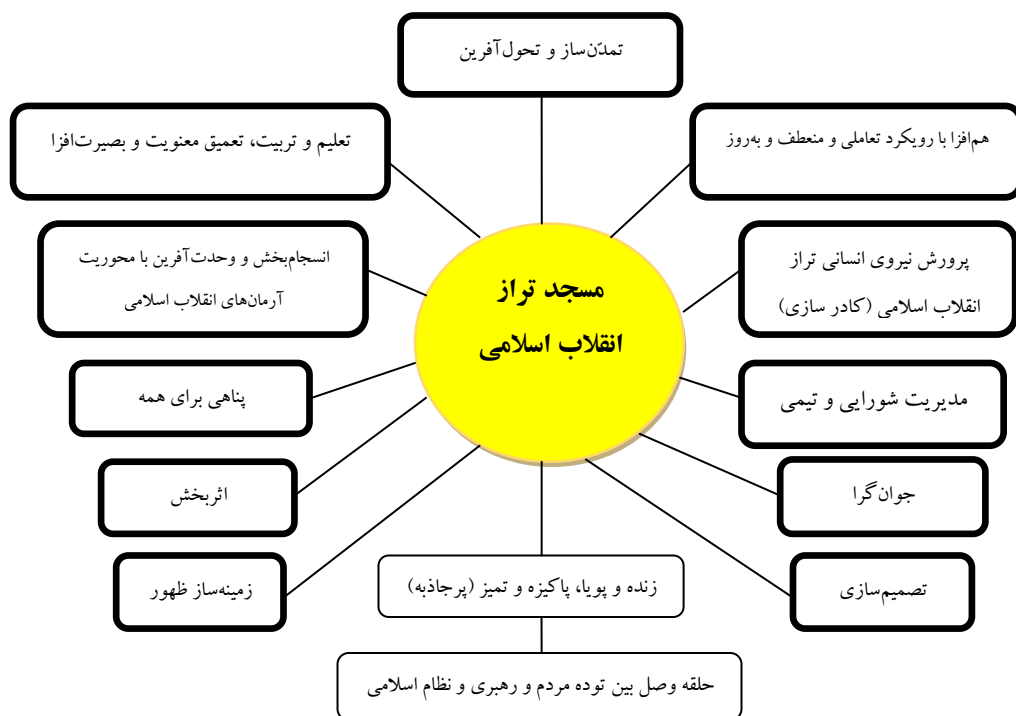 تمدّن‌ساز و تحول‌آفرین
هم‌افزا با رویکرد تعاملی و منعطف و به‌روز
تعلیم و تربیت، تعمیق معنویت و بصیرت‌افزا
پرورش نیروی انسانی تراز
انقلاب اسلامی (کادر سازی)
انسجام‌بخش و وحدت‌آفرین با محوریت
آرمان‌های انقلاب اسلامی
مسجد تراز
انقلاب اسلامی
مدیریت شورایی و تیمی
پناهی برای همه
جوان‌گرا
اثربخش
تصمیم‌سازی
زنده و پویا، پاکیزه و تمیز (پرجاذبه)
زمینه‌ساز ظهور
حلقه وصل بین توده مردم و رهبری و نظام اسلامی